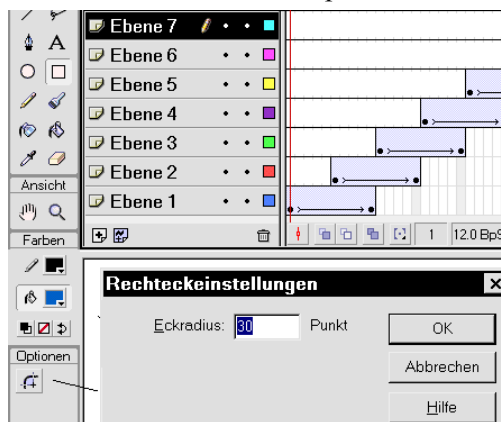 Ebene 7
A
Ebene 6
Ebene 5
Ebene 4
Ebene 3
Ebene 2
Ansicht
Ebene 1
Farben
1
12.0 BpS
Rechteckeinstellungen
Eckradius: 30 Punkt
OK
Optionen
Abbrechen
Hilfe